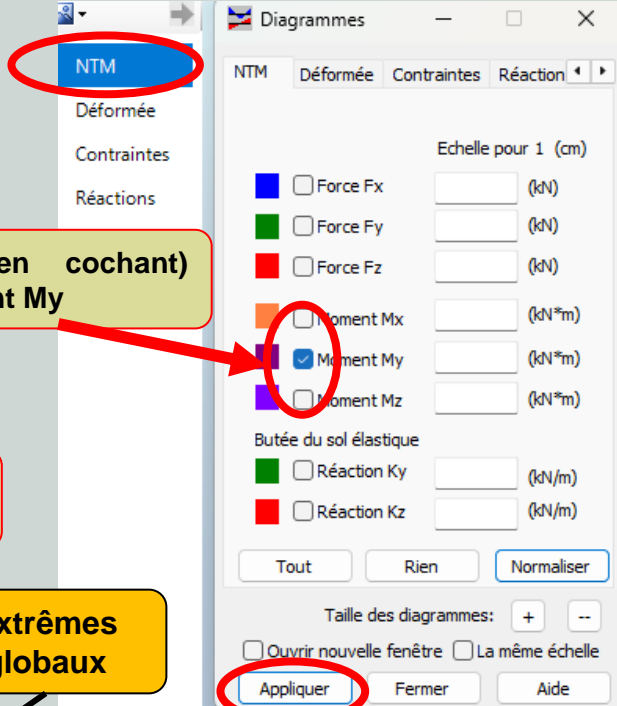 NTM
Déformée
Contraintes
Réactions
en cochant)
nt My
xtrêmes
globaux
Diagrammes
NTM Déformée Contraintes Réaction
Echelle pour 1 (cm)
Force Fx (kN)
Force Fy (kN)
Force Fz (kN)
Moment Mx (kN*m)
Moment My (kN*m)
Moment Mz (kN*m)
Butée du sol élastique
Réaction Ky (kN/m)
Réaction Kz (kN/m)
Tout Rien Normaliser
Taille des diagrammes: + --
Ouvrir nouvelle fenêtre La même échelle
Appliquer Fermer Aide